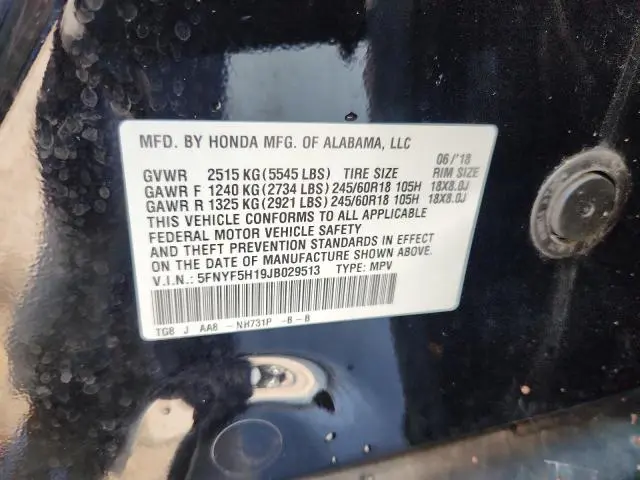 MFD. BY HONDA MFG. OF ALABAMA, LLC 06/'18
GVWR 2515 KG (5545 LBS) TIRE SIZE RIM SIZE
GAWR F 1240 KG (2734 LBS) 245/60R18 105H 18X8.0J
GAWR R 1325 KG (2921 LBS) 245/60R18 105H 18X8.0J
THIS VEHICLE CONFORMS TO ALL APPLICABLE
FEDERAL MOTOR VEHICLE SAFETY
AND THEFT PREVENTION STANDARDS IN EFFECT
ON THE DATE OF MANUFACTURE SHOWN ABOVE.
V.I.N.: 5FNYF5H19JB029513 TYPE: MPV
TG8 J AA8 -NH731P -B-B